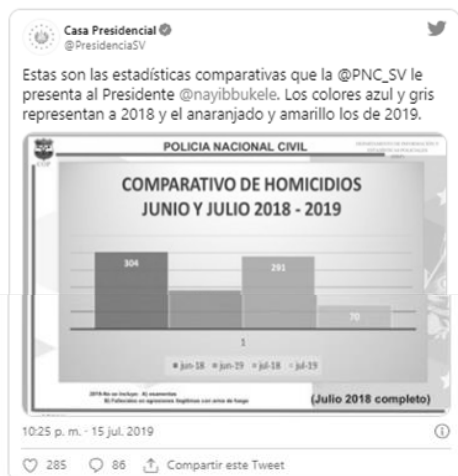 Casa Presidencial
@PresidenciaSV
Estas son las estadísticas comparativas que la @PNC_SV le
presenta al Presidente @nayibbukele. Los colores azul y gris
representan a 2018 y el anaranjado y amarillo los de 2019.
POLICIA NACIONAL CIVIL
COMPARATIVO DE HOMICIDIOS
JUNIO Y JULIO 2018 - 2019
304
291
70
1
jun-18 jun-19 jul-18 jul-19
(Julio 2018 completo)
10:25 p. m. · 15 jul. 2019
285 86 Compartir este Tweet